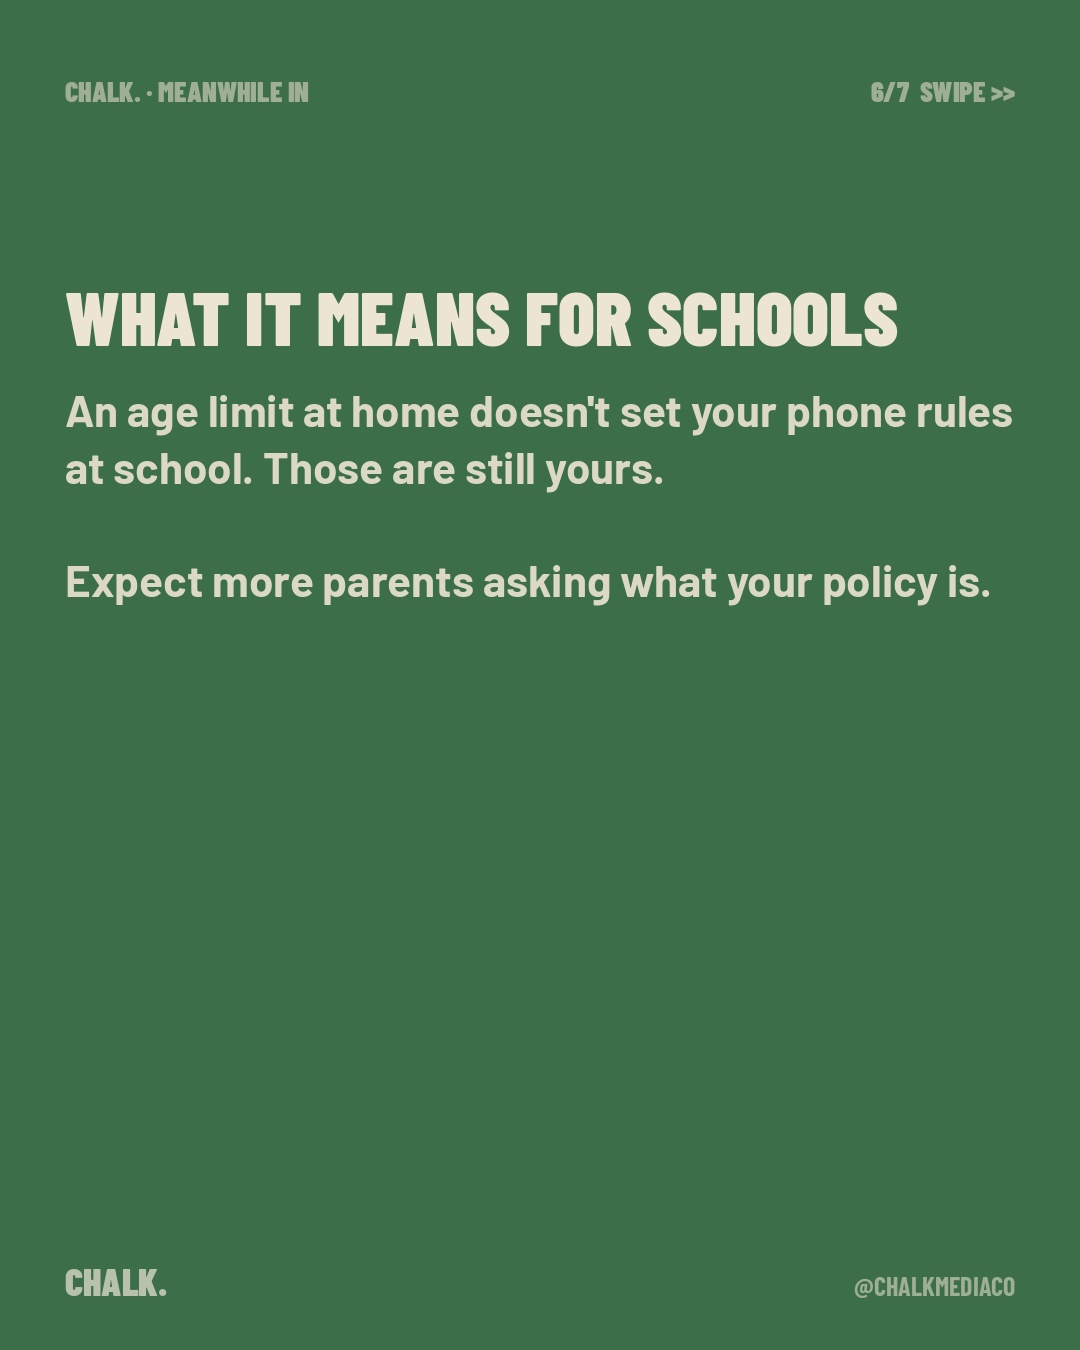 CHALK. · MEANWHILE IN
6/7 SWIPE >>
WHAT IT MEANS FOR SCHOOLS
An age limit at home doesn't set your phone rules
at school. Those are still yours.
Expect more parents asking what your policy is.
CHALK.
@CHALKMEDIACO